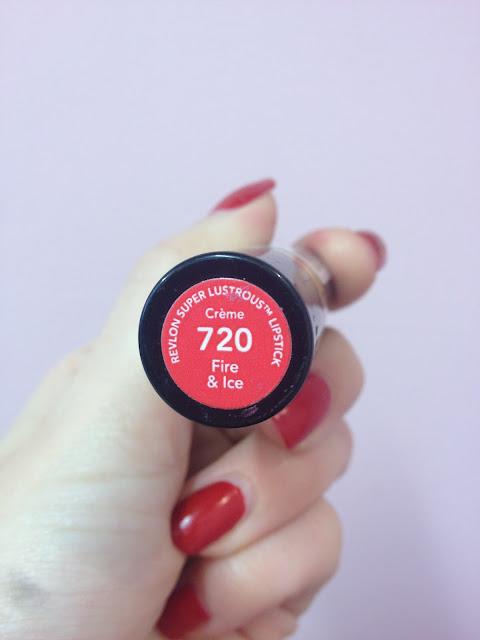 REVLON SUPER LUSTROUS™ LIPSTICK
Crème
720
Fire
& Ice